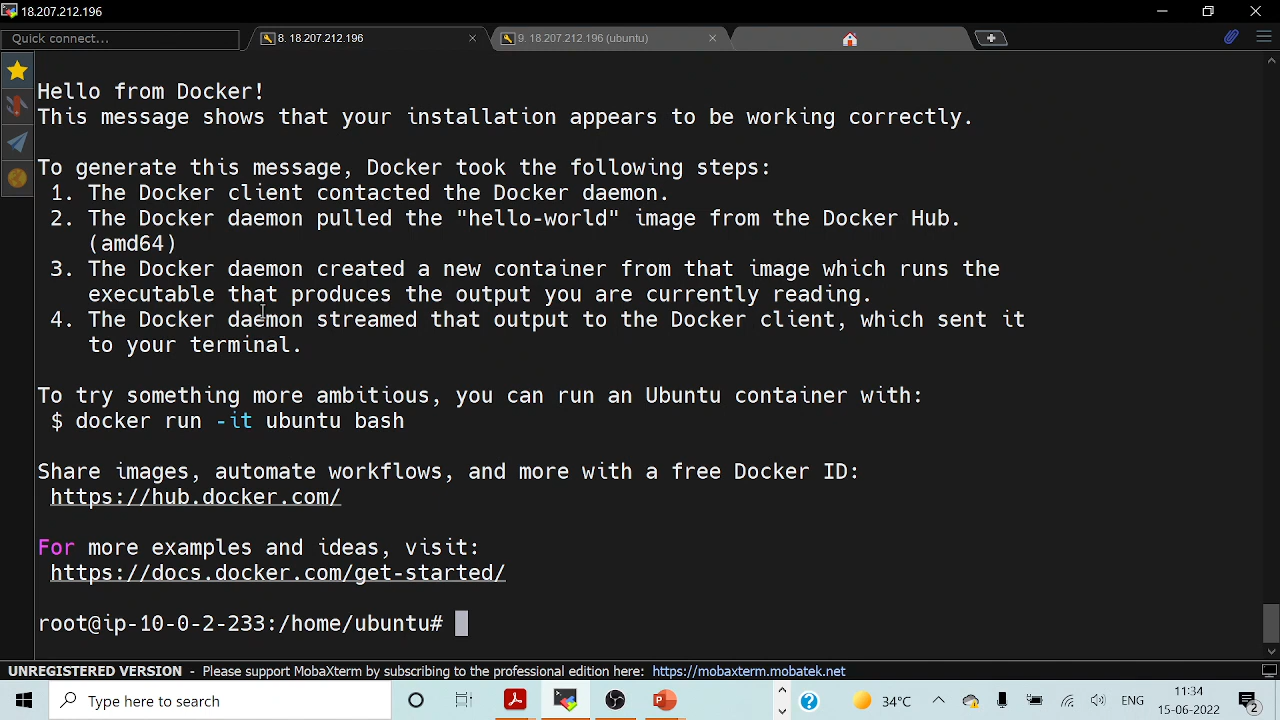 18.207.212.196
Quick connect...
8. 18.207.212.196
9. 18.207.212.196 (ubuntu)
Hello from Docker!
This message shows that your installation appears to be working correctly.
To generate this message, Docker took the following steps:
1. The Docker client contacted the Docker daemon.
2. The Docker daemon pulled the "hello-world" image from the Docker Hub.
(amd64)
3. The Docker daemon created a new container from that image which runs the
executable that produces the output you are currently reading.
4. The Docker daemon streamed that output to the Docker client, which sent it
to your terminal.
To try something more ambitious, you can run an Ubuntu container with:
$ docker run -it ubuntu bash
Share images, automate workflows, and more with a free Docker ID:
https://hub.docker.com/
For more examples and ideas, visit:
https://docs.docker.com/get-started/
root@ip-10-0-2-233:/home/ubuntu#
UNREGISTERED VERSION - Please support MobaXterm by subscribing to the professional edition here: https://mobaxterm.mobatek.net
Type here to search
34°C
ENG
11:34
15-06-2022
2